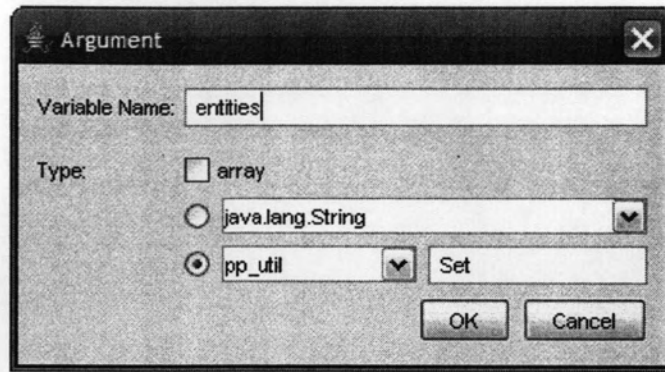 Argument
Variable Name: entities
Type: array
java.lang.String
pp_util Set
OK Cancel